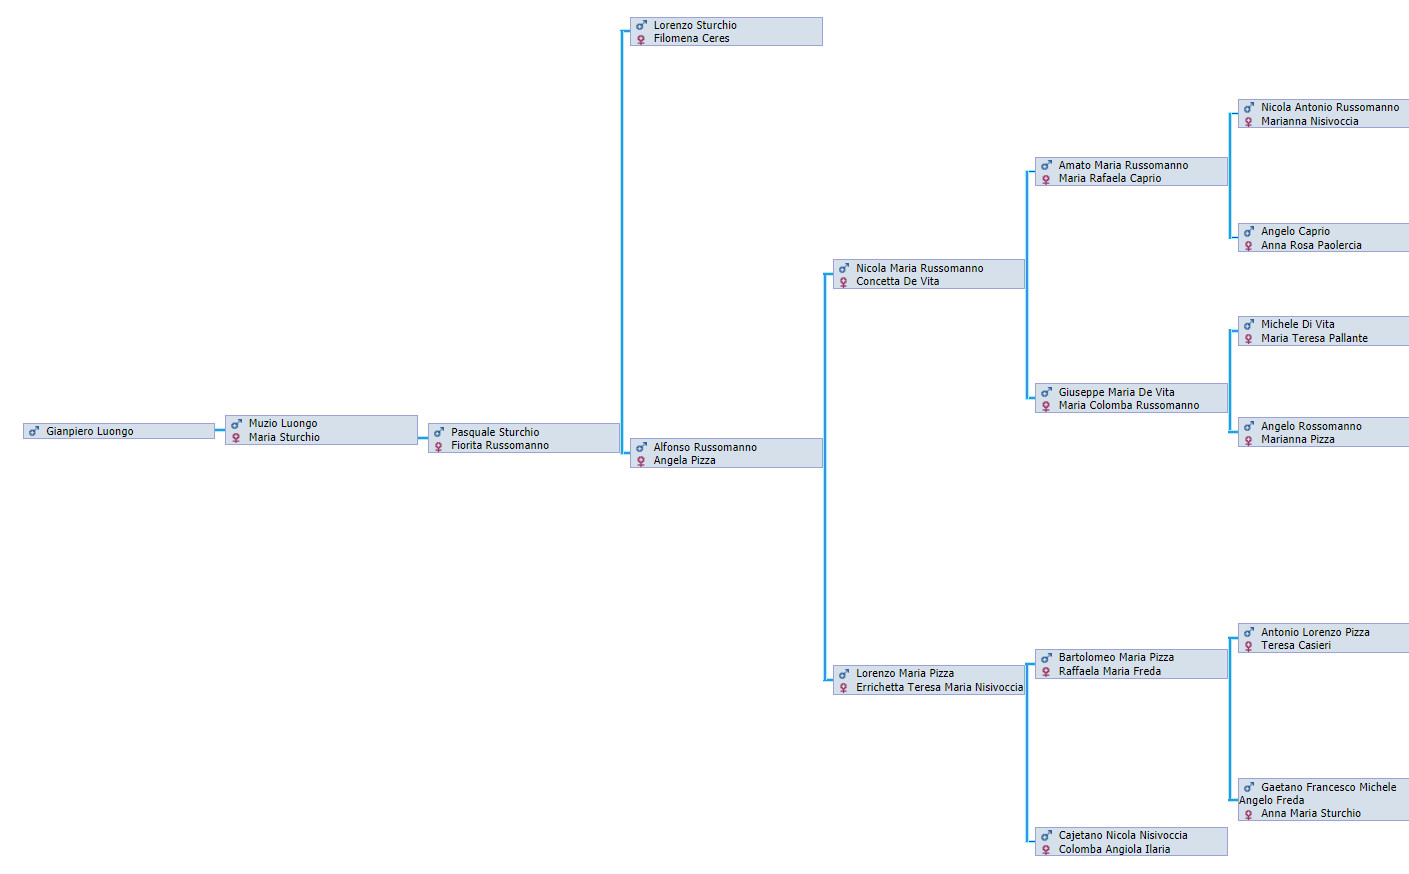 Lorenzo Sturchio
Filomena Ceres
Nicola Antonio Russomanno
Marianna Nisivoccia
Amato Maria Russomanno
Maria Rafaela Caprio
Angelo Caprio
Anna Rosa Paolercia
Nicola Maria Russomanno
Concetta De Vita
Michele Di Vita
Maria Teresa Pallante
Giuseppe Maria De Vita
Maria Colomba Russomanno
Gianpiero Luongo
Muzio Luongo
Maria Sturchio
Pasquale Sturchio
Fiorita Russomanno
Alfonso Russomanno
Angela Pizza
Angelo Rossomanno
Marianna Pizza
Antonio Lorenzo Pizza
Teresa Casieri
Lorenzo Maria Pizza
Errichetta Teresa Maria Nisivoccia
Bartolomeo Maria Pizza
Raffaela Maria Freda
Gaetano Francesco Michele
Angelo Freda
Anna Maria Sturchio
Cajetano Nicola Nisivoccia
Colomba Angiola Ilaria